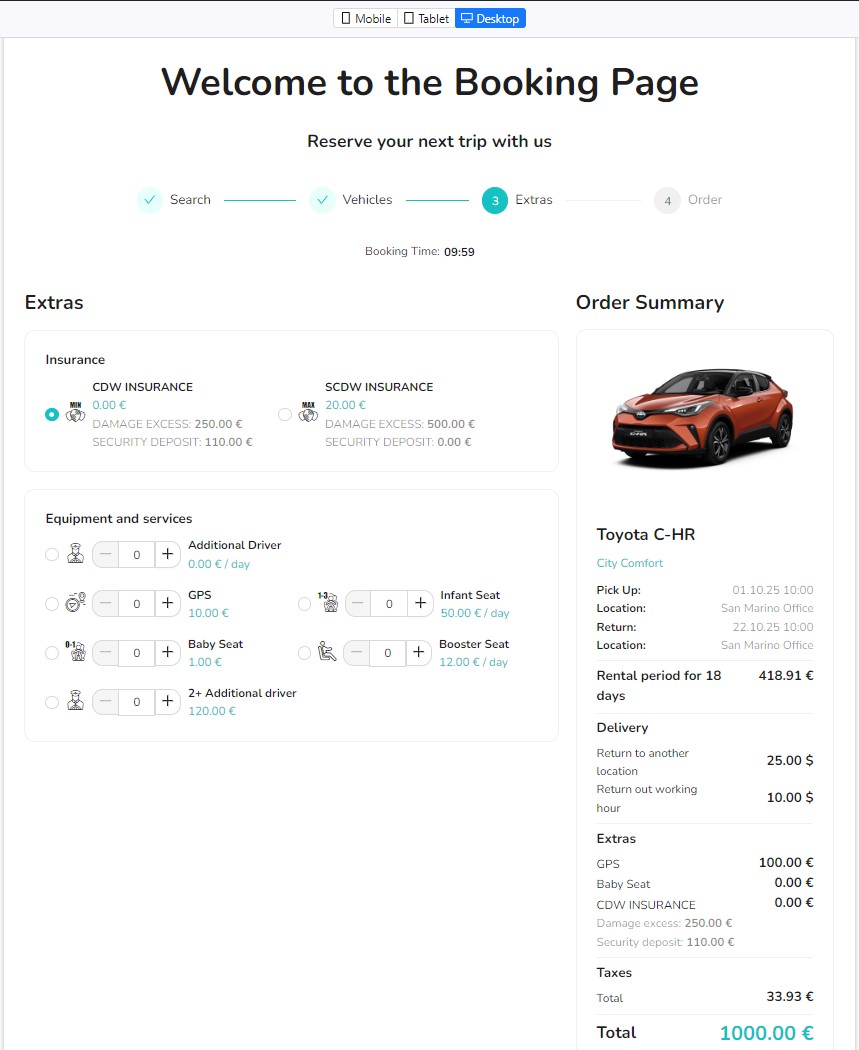 Mobile Tablet Desktop
Welcome to the Booking Page
Reserve your next trip with us
Search Vehicles 3 Extras 4 Order
Booking Time: 09:59
Extras
Insurance
MIN
CDW INSURANCE
0.00 €
DAMAGE EXCESS: 250.00 €
SECURITY DEPOSIT: 110.00 €
MAX
SCDW INSURANCE
20.00 €
DAMAGE EXCESS: 500.00 €
SECURITY DEPOSIT: 0.00 €
Equipment and services
— 0 + Additional Driver
0.00 € / day
— 0 + GPS
10.00 €
1-3 — 0 + Infant Seat
50.00 € / day
0-1 — 0 + Baby Seat
1.00 €
— 0 + Booster Seat
12.00 € / day
— 0 + 2+ Additional driver
120.00 €
Order Summary
Toyota C-HR
City Comfort
Pick Up: 01.10.25 10:00
Location: San Marino Office
Return: 22.10.25 10:00
Location: San Marino Office
Rental period for 18 418.91 €
days
Delivery
Return to another 25.00 $
location
Return out working 10.00 $
hour
Extras
GPS 100.00 €
Baby Seat 0.00 €
CDW INSURANCE 0.00 €
Damage excess: 250.00 €
Security deposit: 110.00 €
Taxes
Total 33.93 €
Total 1000.00 €